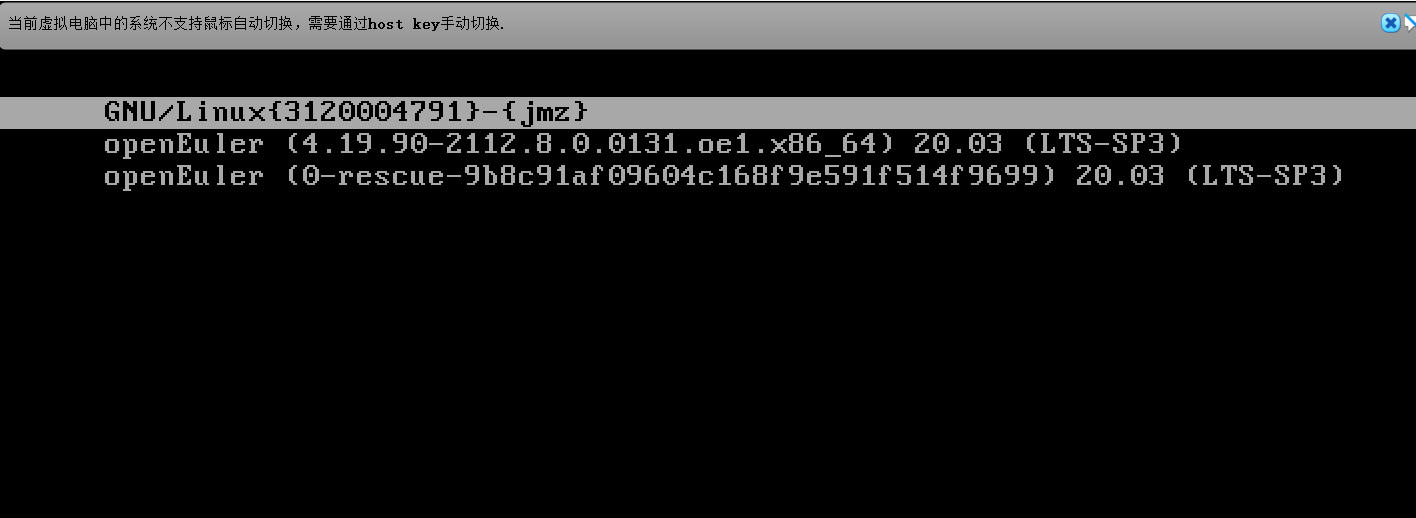 当前虚拟电脑中的系统不支持鼠标自动切换，需要通过host key手动切换.
GNU/Linux{3120004791}-{jmz}
openEuler (4.19.90-2112.8.0.0131.oe1.x86_64) 20.03 (LTS-SP3)
openEuler (0-rescue-9b8c91af09604c168f9e591f514f9699) 20.03 (LTS-SP3)